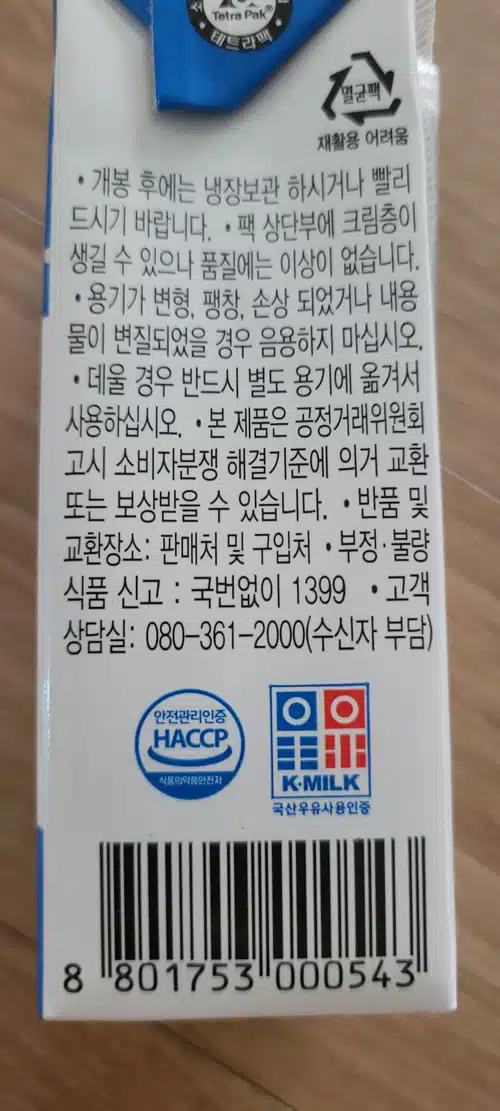 Tetra Pak®
테트라팩
멸균팩
재활용 어려움
• 개봉 후에는 냉장보관 하시거나 빨리
드시기 바랍니다. • 팩 상단부에 크림층이
생길 수 있으나 품질에는 이상이 없습니다.
• 용기가 변형, 팽창, 손상 되었거나 내용
물이 변질되었을 경우 음용하지 마십시오.
• 데울 경우 반드시 별도 용기에 옮겨서
사용하십시오. • 본 제품은 공정거래위원회
고시 소비자분쟁 해결기준에 의거 교환
또는 보상받을 수 있습니다. • 반품 및
교환장소: 판매처 및 구입처 • 부정·불량
식품 신고 : 국번없이 1399 • 고객
상담실: 080-361-2000(수신자 부담)
안전관리인증
HACCP
식품의약품안전처
우유
K·MILK
국산우유사용인증
8 801753 000543